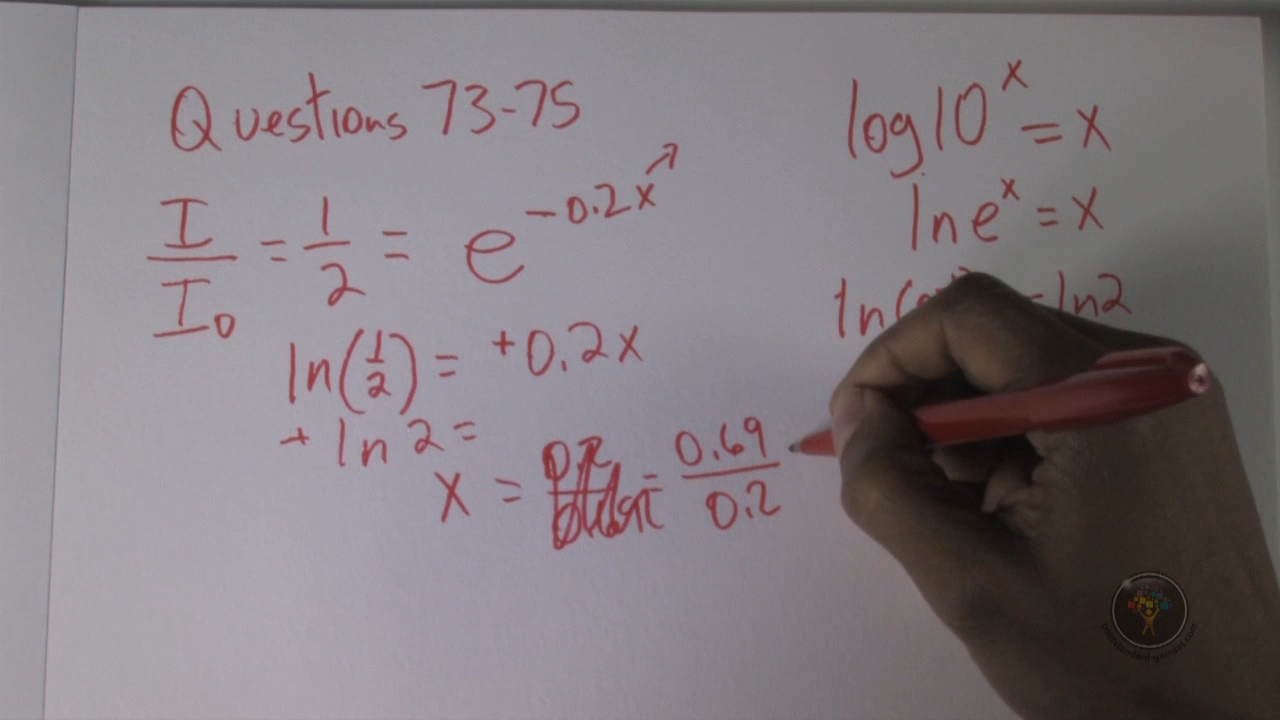 Questions 73-75
I/I₀ = 1/2 = e^(-0.2x)
ln(1/2) = +0.2x
+ ln 2 =
x = = 0.69/0.2
log 10^x = x
ln e^x = x
ln( = ln2